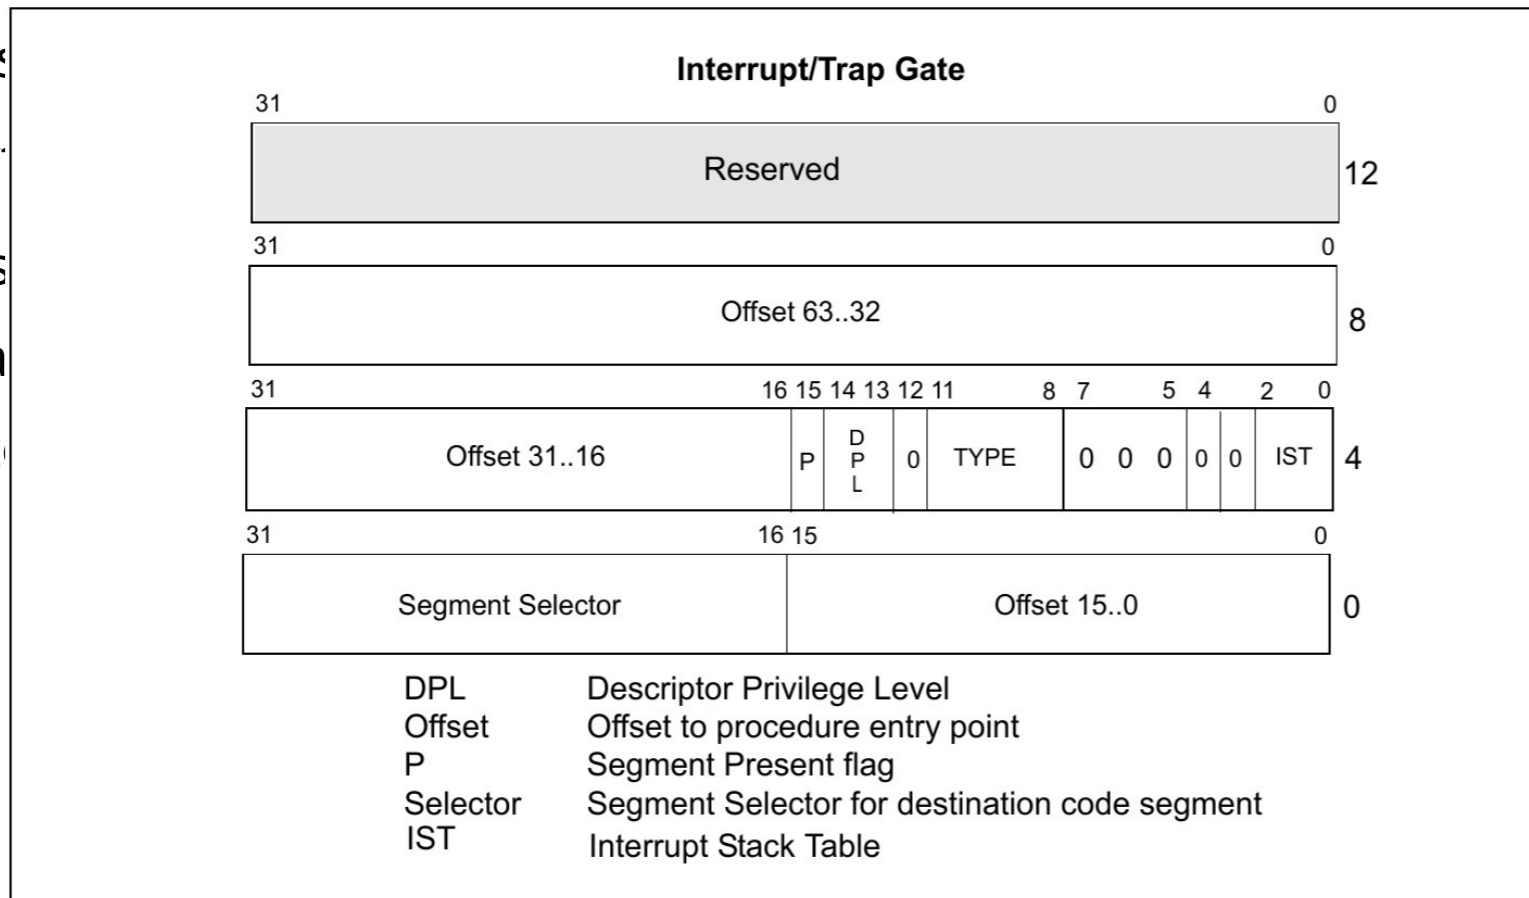 Interrupt/Trap Gate
31 0
Reserved 12
31 0
Offset 63..32 8
31 16 15 14 13 12 11 8 7 5 4 2 0
Offset 31..16 P DPL 0 TYPE 0 0 0 0 0 IST 4
31 16 15 0
Segment Selector Offset 15..0 0
DPL Descriptor Privilege Level
Offset Offset to procedure entry point
P Segment Present flag
Selector Segment Selector for destination code segment
IST Interrupt Stack Table